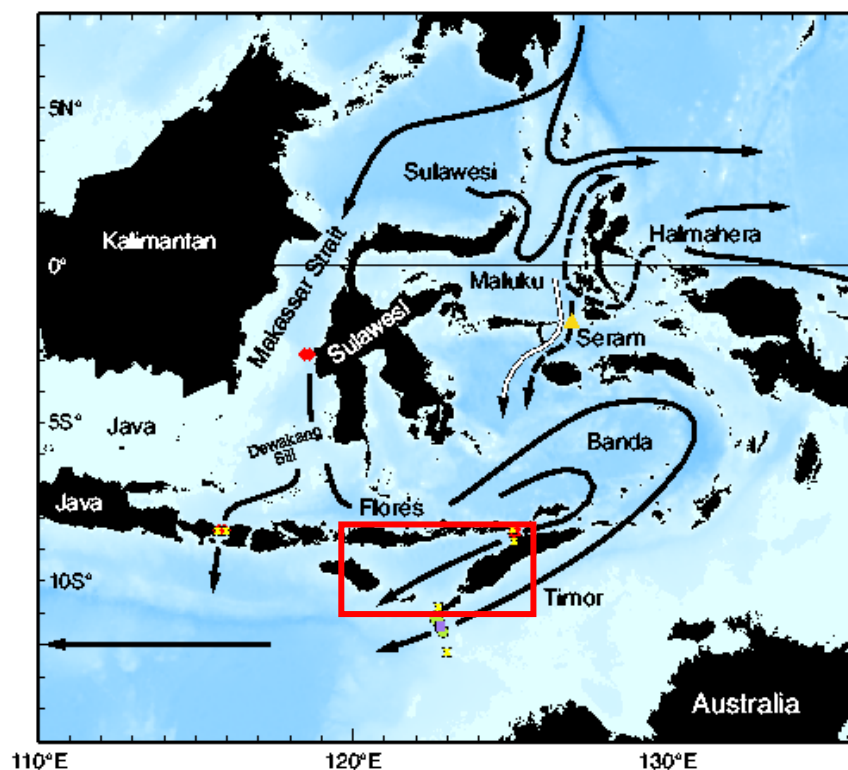 5N°
Sulawesi
Kalimantan
Halmahera
0°
Maluku
Makassar Strait
Sulawesi
Seram
5S°
Java
Dewakang
Sill
Banda
Java
Flores
10S°
Timor
Australia
110°E
120°E
130°E